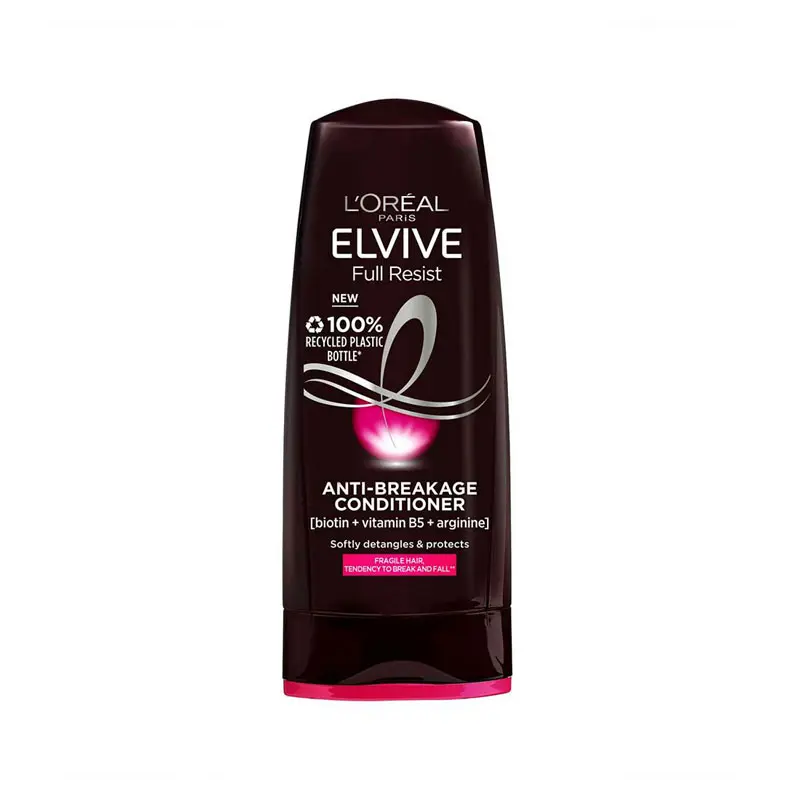 L'ORÉAL
PARIS
ELVIVE
Full Resist
NEW
100%
RECYCLED PLASTIC
BOTTLE*
ANTI-BREAKAGE
CONDITIONER
[biotin + vitamin B5 + arginine]
Softly detangles & protects
FRAGILE HAIR,
TENDENCY TO BREAK AND FALL**